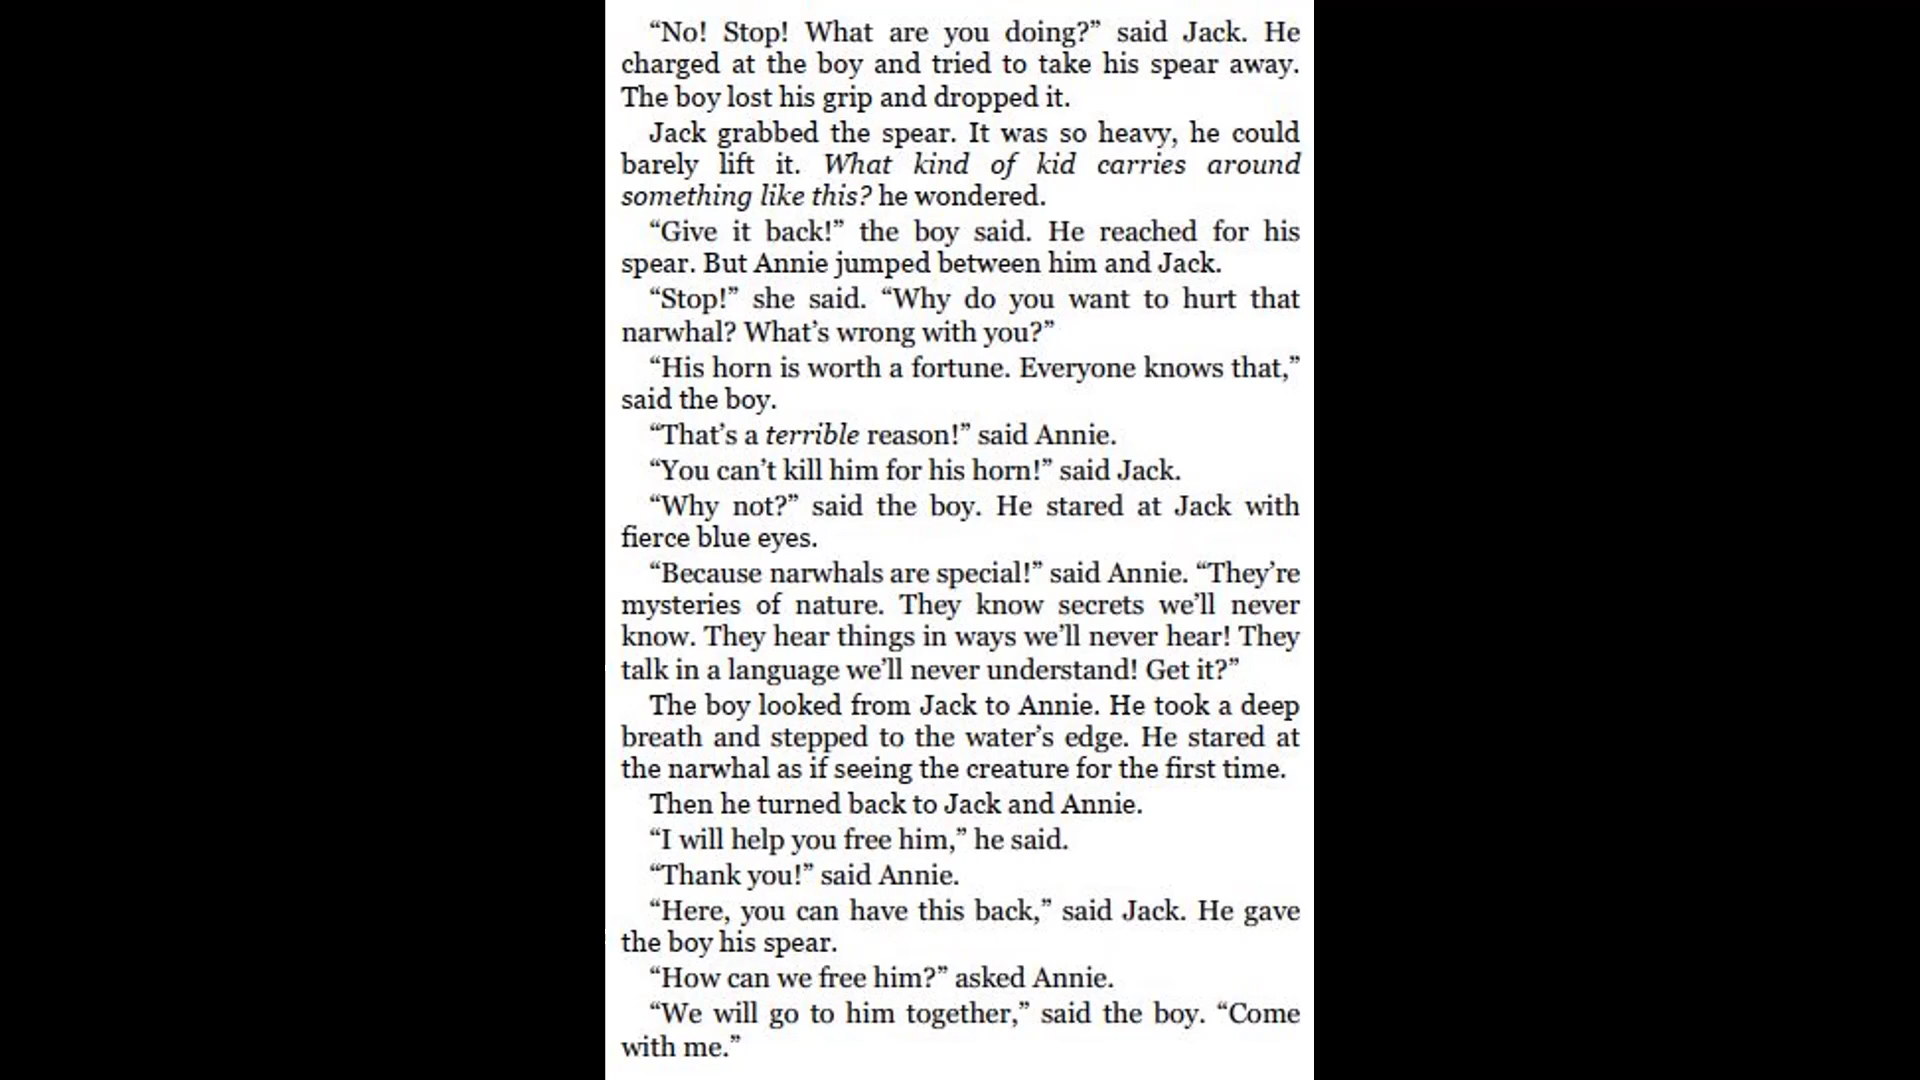 “No! Stop! What are you doing?” said Jack. He
charged at the boy and tried to take his spear away.
The boy lost his grip and dropped it.
Jack grabbed the spear. It was so heavy, he could
barely lift it. What kind of kid carries around
something like this? he wondered.
“Give it back!” the boy said. He reached for his
spear. But Annie jumped between him and Jack.
“Stop!” she said. “Why do you want to hurt that
narwhal? What’s wrong with you?”
“His horn is worth a fortune. Everyone knows that,”
said the boy.
“That’s a terrible reason!” said Annie.
“You can’t kill him for his horn!” said Jack.
“Why not?” said the boy. He stared at Jack with
fierce blue eyes.
“Because narwhals are special!” said Annie. “They’re
mysteries of nature. They know secrets we’ll never
know. They hear things in ways we’ll never hear! They
talk in a language we’ll never understand! Get it?”
The boy looked from Jack to Annie. He took a deep
breath and stepped to the water’s edge. He stared at
the narwhal as if seeing the creature for the first time.
Then he turned back to Jack and Annie.
“I will help you free him,” he said.
“Thank you!” said Annie.
“Here, you can have this back,” said Jack. He gave
the boy his spear.
“How can we free him?” asked Annie.
“We will go to him together,” said the boy. “Come
with me.”